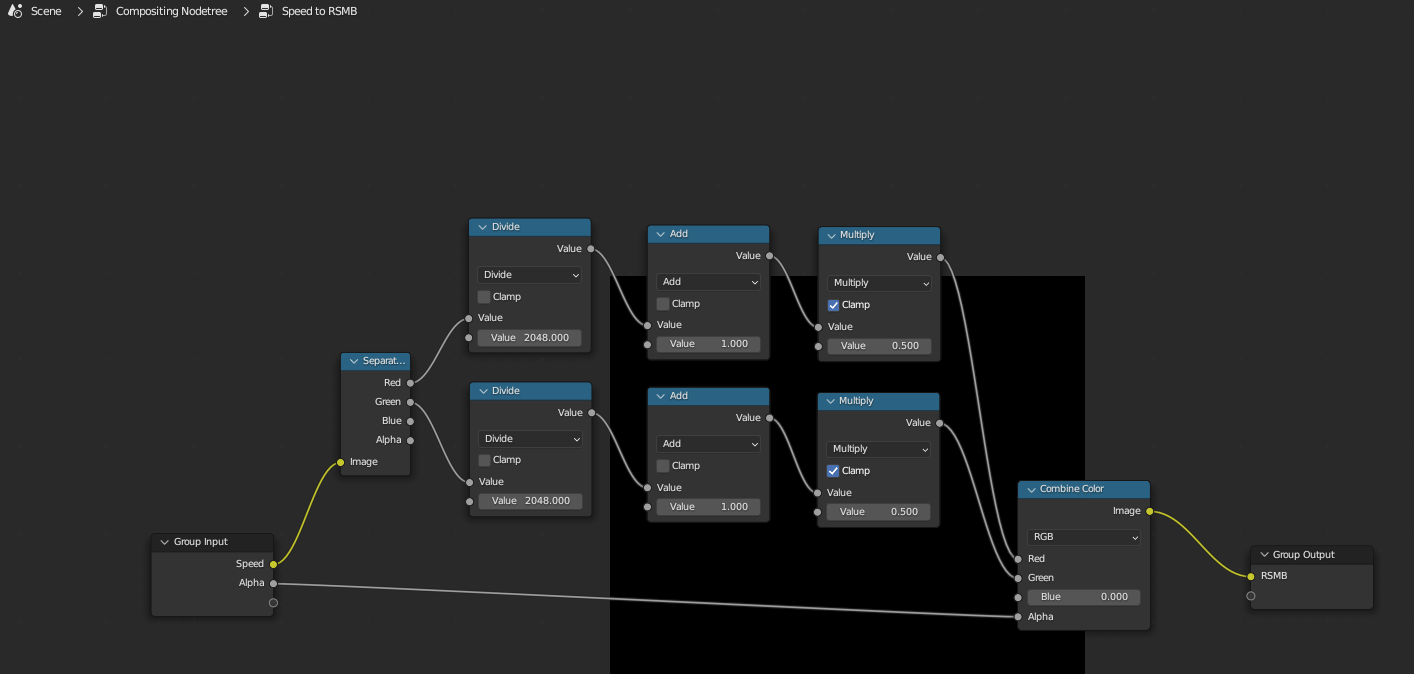 Scene > Compositing Nodetree > Speed to RSMB
Divide
Value
Divide
Clamp
Value
Value 2048.000
Add
Value
Add
Clamp
Value
Value 1.000
Multiply
Value
Multiply
Clamp
Value
Value 0.500
Separat...
Red
Green
Blue
Alpha
Image
Divide
Value
Divide
Clamp
Value
Value 2048.000
Add
Value
Add
Clamp
Value
Value 1.000
Multiply
Value
Multiply
Clamp
Value
Value 0.500
Group Input
Speed
Alpha
Combine Color
Image
RGB
Red
Green
Blue 0.000
Alpha
Group Output
RSMB